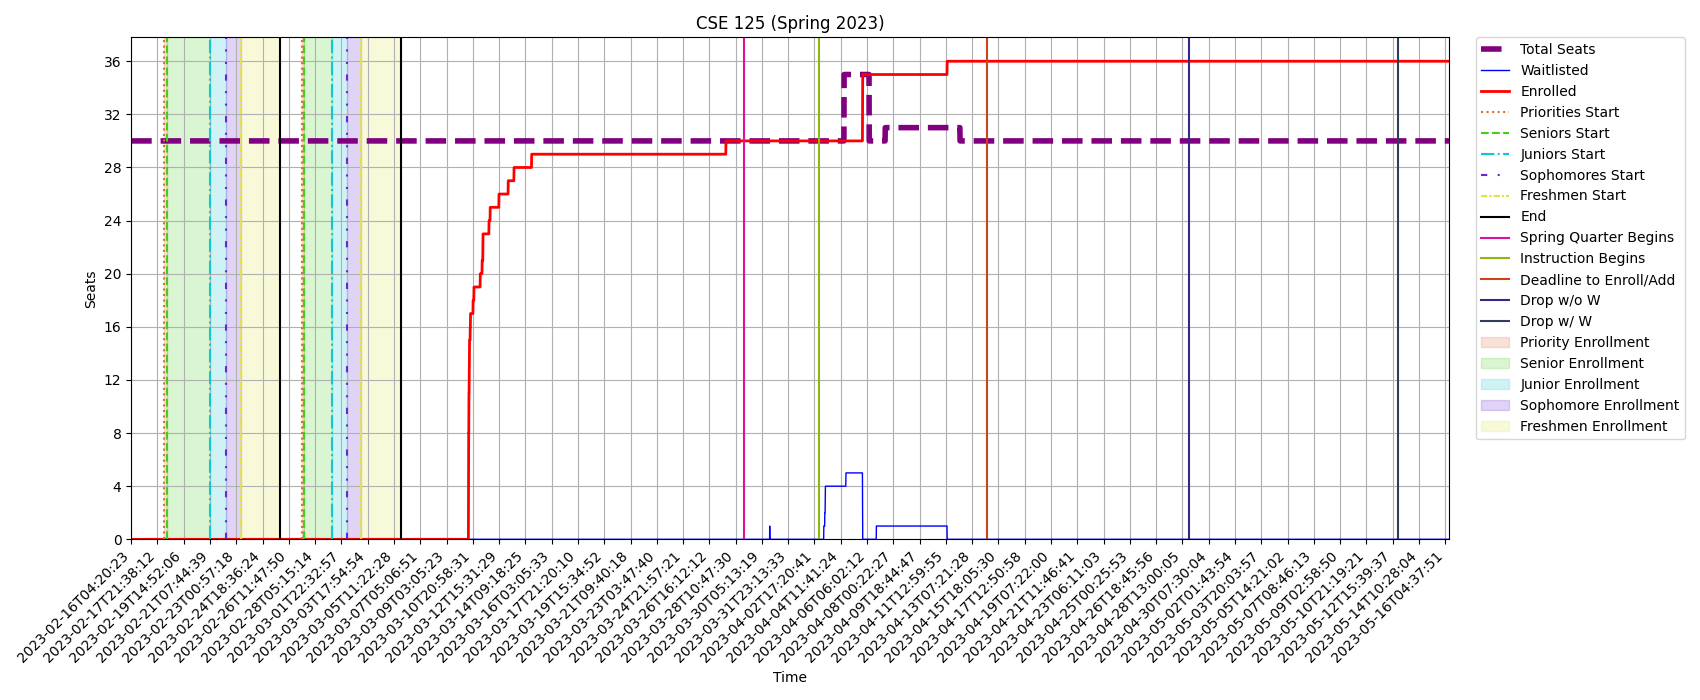 CSE 125 (Spring 2023)
Seats
36
32
28
24
20
16
12
8
4
0
2023-02-16T04:20:23
2023-02-17T21:38:12
2023-02-19T14:52:06
2023-02-21T07:44:39
2023-02-23T00:57:18
2023-02-24T18:36:24
2023-02-26T11:47:50
2023-02-28T05:15:14
2023-03-01T22:32:57
2023-03-03T17:54:54
2023-03-05T11:22:28
2023-03-07T05:06:51
2023-03-09T03:05:23
2023-03-10T20:58:31
2023-03-12T15:31:29
2023-03-14T09:18:25
2023-03-16T03:05:33
2023-03-17T21:20:10
2023-03-19T15:34:52
2023-03-21T09:40:18
2023-03-23T03:47:40
2023-03-24T21:57:21
2023-03-26T16:12:12
2023-03-28T10:47:30
2023-03-30T05:13:19
2023-03-31T23:13:33
2023-04-02T17:20:41
2023-04-04T11:41:24
2023-04-06T06:02:12
2023-04-08T00:22:27
2023-04-09T18:44:47
2023-04-11T12:59:55
2023-04-13T07:21:28
2023-04-15T18:05:30
2023-04-17T12:50:58
2023-04-19T07:22:00
2023-04-21T11:46:41
2023-04-23T06:11:03
2023-04-25T00:25:53
2023-04-26T18:45:56
2023-04-28T13:00:05
2023-04-30T07:30:04
2023-05-02T01:43:54
2023-05-03T20:03:57
2023-05-05T14:21:02
2023-05-07T08:46:13
2023-05-09T02:58:50
2023-05-10T21:19:21
2023-05-12T15:39:37
2023-05-14T10:28:04
2023-05-16T04:37:51
Time
Total Seats
Waitlisted
Enrolled
Priorities Start
Seniors Start
Juniors Start
Sophomores Start
Freshmen Start
End
Spring Quarter Begins
Instruction Begins
Deadline to Enroll/Add
Drop w/o W
Drop w/ W
Priority Enrollment
Senior Enrollment
Junior Enrollment
Sophomore Enrollment
Freshmen Enrollment